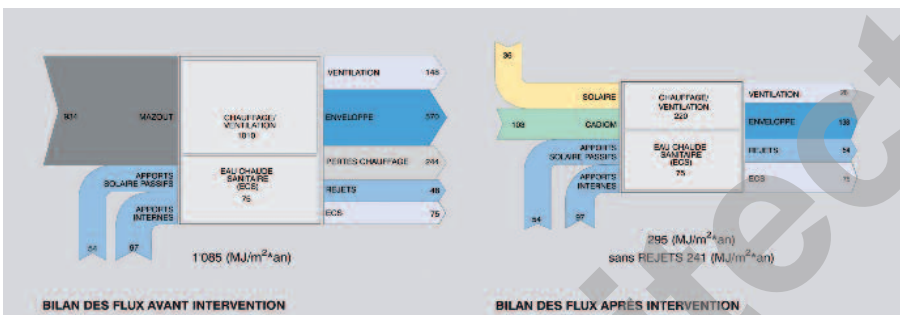 VENTILATION 145
934 MAZOUT
CHAUFFAGE/
VENTILATION
1010
ENVELOPPE 570
PERTES CHAUFFAGE 244
EAU CHAUDE
SANITAIRE
(ECS)
75
APPORTS
SOLAIRE PASSIFS
REJETS
APPORTS
INTERNES
ECS 75
54 97
1'085 (MJ/m²*an)
BILAN DES FLUX AVANT INTERVENTION
36
SOLAIRE
CHAUFFAGE/
VENTILATION
220
VENTILATION
108 CADIOM
ENVELOPPE 138
APPORTS
SOLAIRE PASSIFS
EAU CHAUDE
SANITAIRE
(ECS)
75
REJETS 54
APPORTS
INTERNES
ECS 75
54 97
295 (MJ/m²*an)
sans REJETS 241 (MJ/m²*an)
BILAN DES FLUX APRÈS INTERVENTION